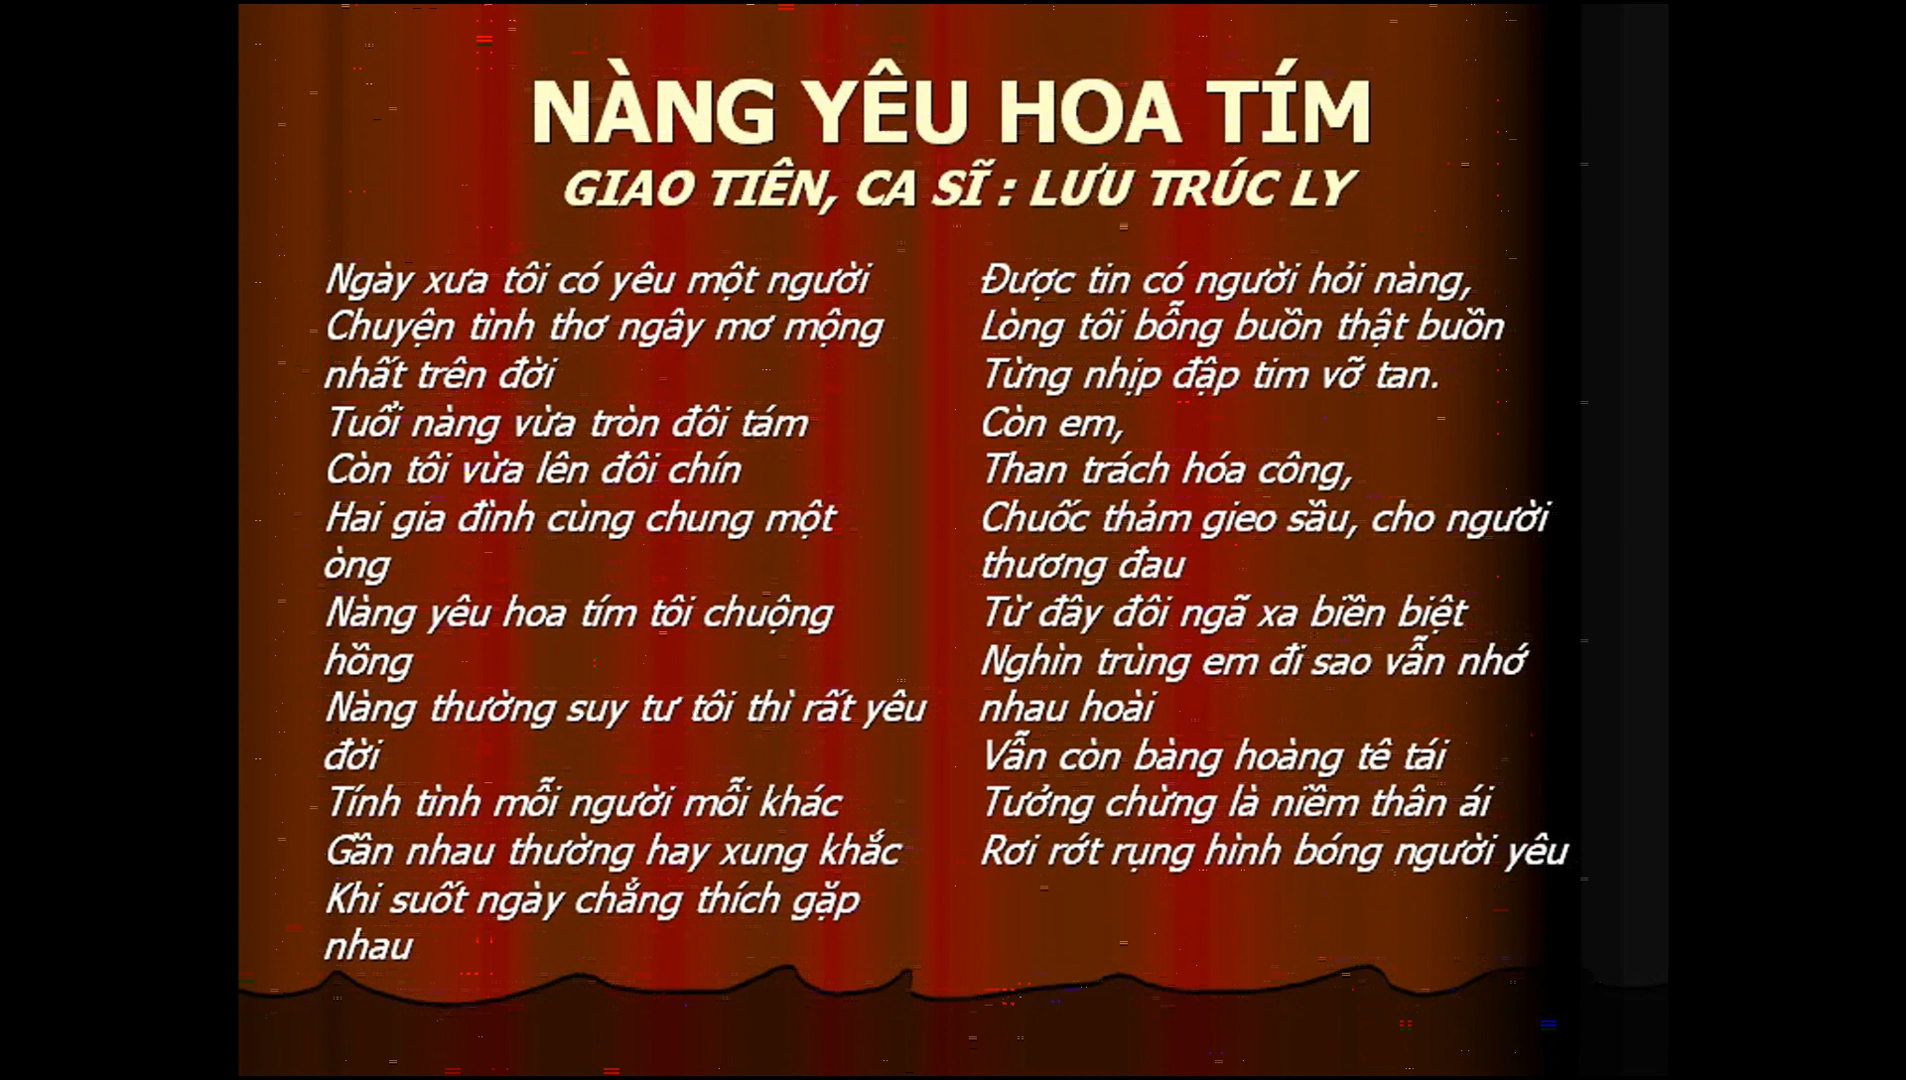 NÀNG YÊU HOA TÍM
GIAO TIÊN, CA SĨ : LƯU TRÚC LY
Ngày xưa tôi có yêu một người
Chuyện tình thơ ngây mơ mộng
nhất trên đời
Tuổi nàng vừa tròn đôi tám
Còn tôi vừa lên đôi chín
Hai gia đình cùng chung một
òng
Nàng yêu hoa tím tôi chuộng
hồng
Nàng thường suy tư tôi thì rất yêu
đời
Tính tình mỗi người mỗi khác
Gần nhau thường hay xung khắc
Khi suốt ngày chẳng thích gặp
nhau
Được tin có người hỏi nàng,
Lòng tôi bỗng buồn thật buồn
Từng nhịp đập tim vỡ tan.
Còn em,
Than trách hóa công,
Chuốc thảm gieo sầu, cho người
thương đau
Từ đây đôi ngã xa biền biệt
Nghìn trùng em đi sao vẫn nhớ
nhau hoài
Vẫn còn bàng hoàng tê tái
Tưởng chừng là niềm thân ái
Rơi rớt rụng hình bóng người yêu